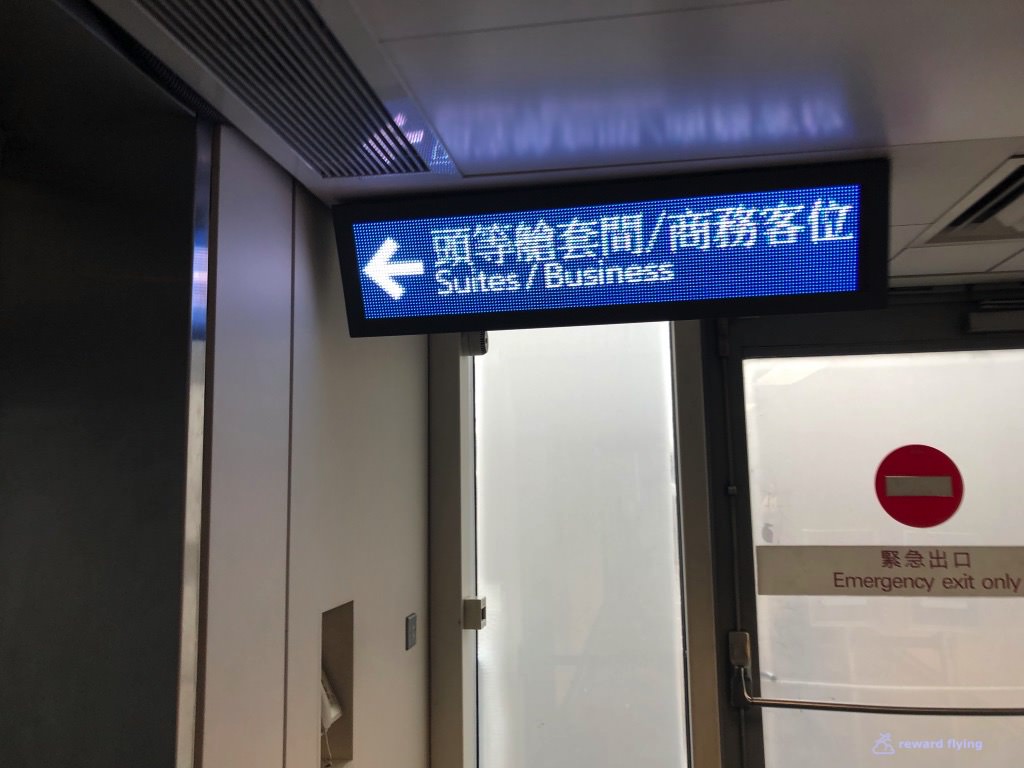 頭等艙套間/商務客位
Suites/Business
緊急出口
Emergency exit only
reward flying